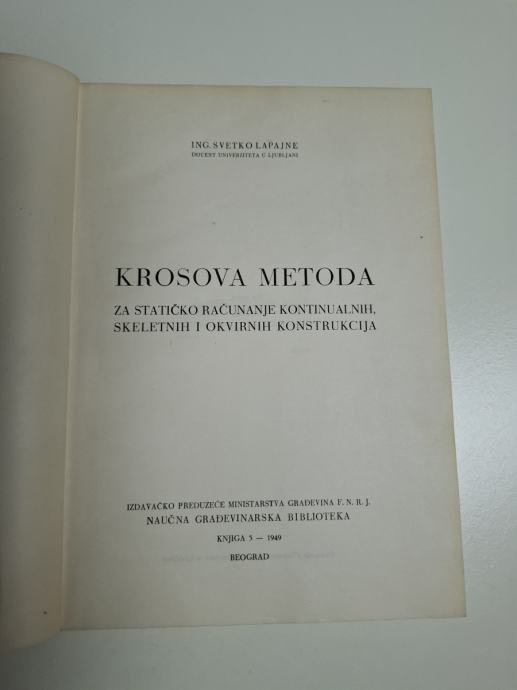 ING. SVETKO LAPAJNE
DOCENT UNIVERZITETA U LJUBLJANI
KROSOVA METODA
ZA STATIČKO RAČUNANJE KONTINUALNIH,
SKELETNIH I OKVIRNIH KONSTRUKCIJA
IZDAVAČKO PREDUZEĆE MINISTARSTVA GRAĐEVINA F. N. R. J.
NAUČNA GRAĐEVINARSKA BIBLIOTEKA
KNJIGA 5 — 1949
BEOGRAD